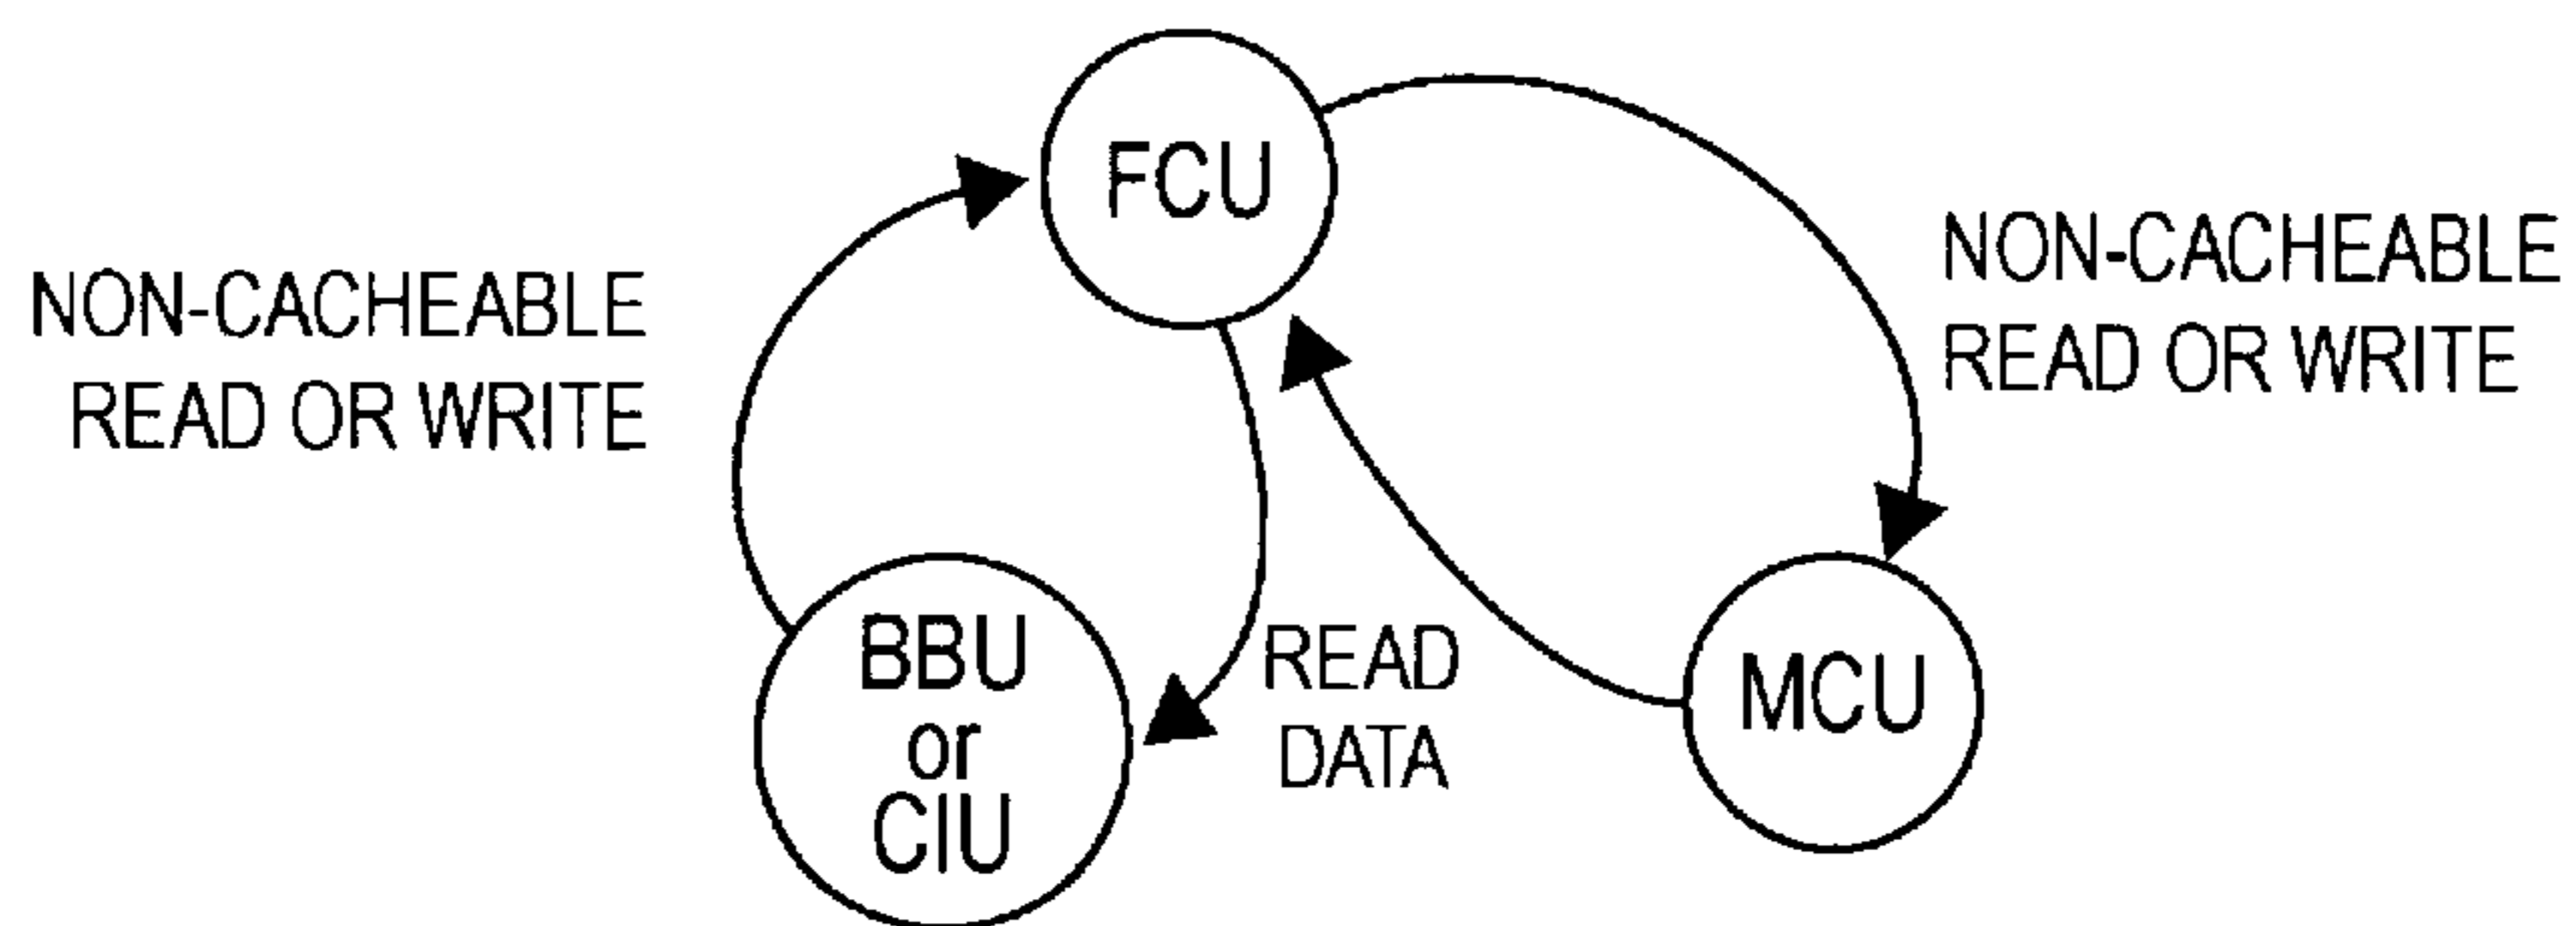 FCU
NON-CACHEABLE
READ OR WRITE
NON-CACHEABLE
READ OR WRITE
BBU
or
CIU
READ
DATA
MCU